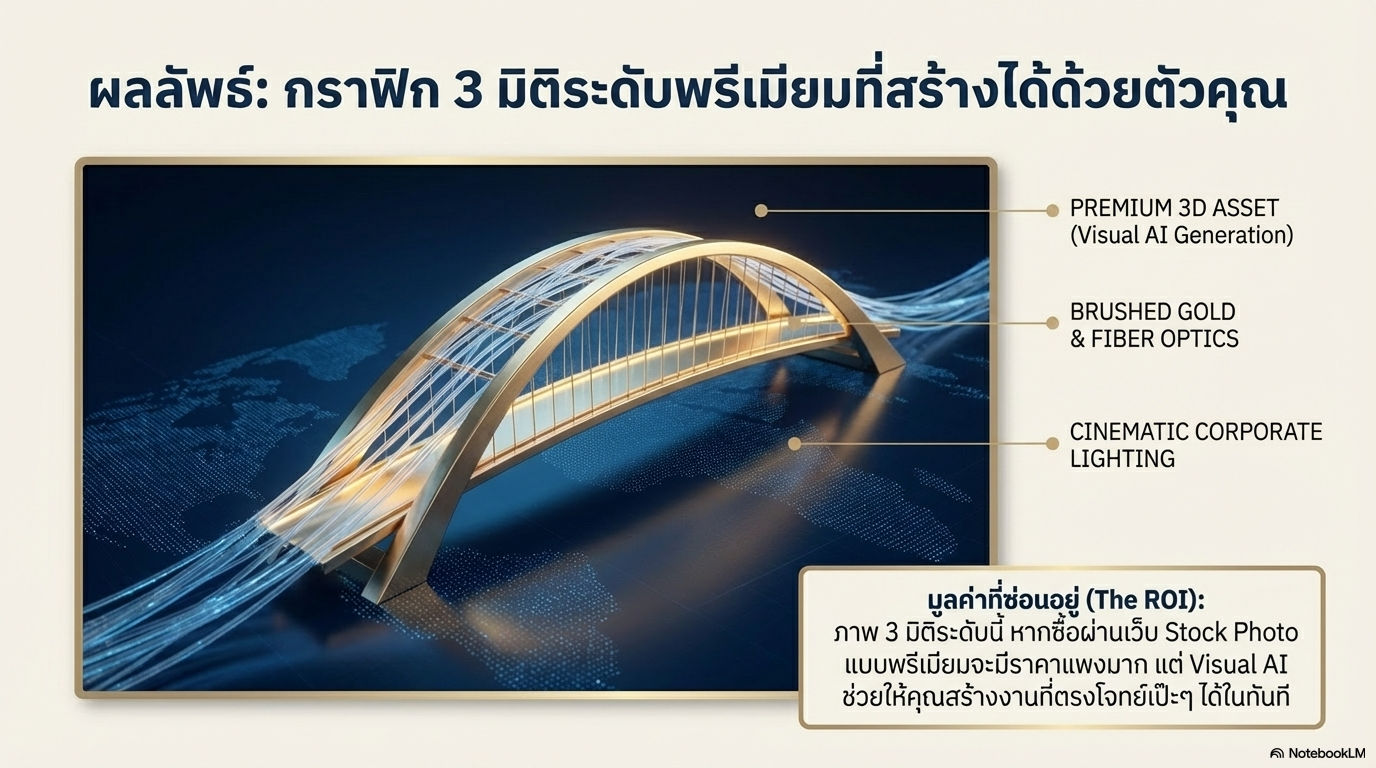 ผลลัพธ์: กราฟิก 3 มิติระดับพรีเมียมที่สร้างได้ด้วยตัวคุณ
PREMIUM 3D ASSET
(Visual AI Generation)
BRUSHED GOLD
& FIBER OPTICS
CINEMATIC CORPORATE
LIGHTING
มูลค่าที่ซ่อนอยู่ (The ROI):
ภาพ 3 มิติระดับนี้ หากซื้อผ่านเว็บ Stock Photo
แบบพรีเมียมจะมีราคาแพงมาก แต่ Visual AI
ช่วยให้คุณสร้างงานที่ตรงโจทย์เป๊ะๆ ได้ในทันที
NotebookLM